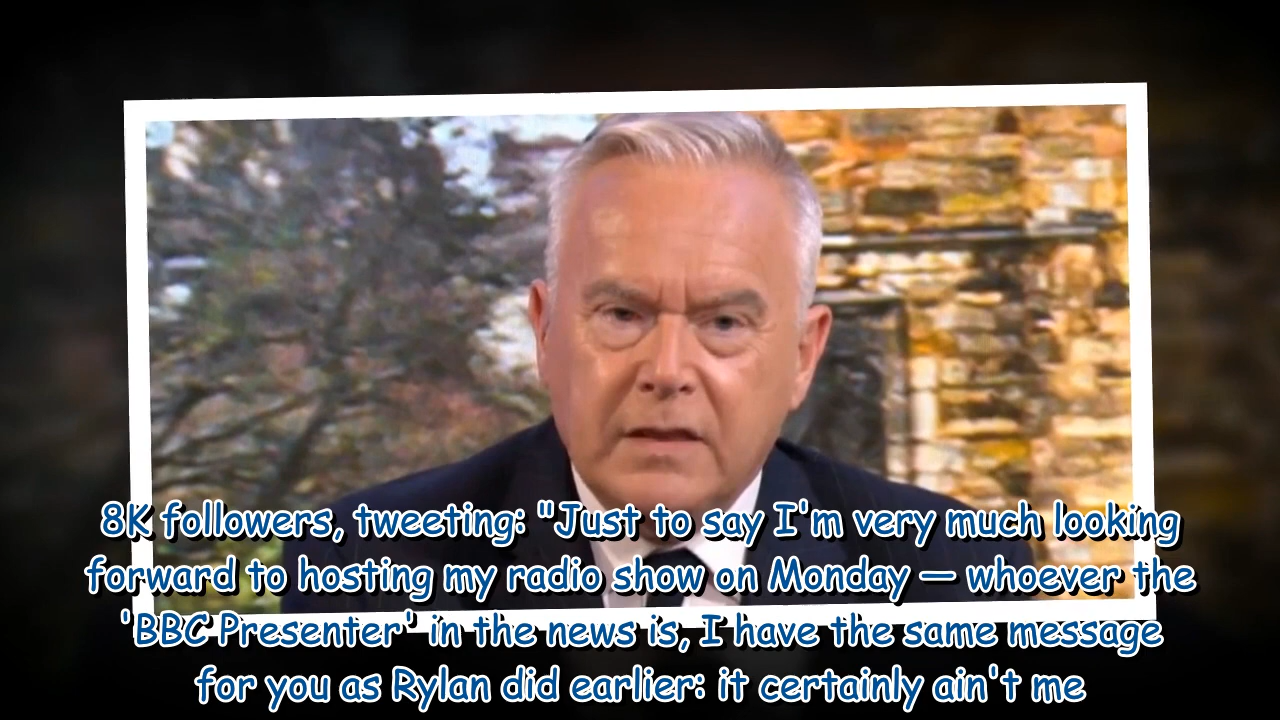 8K followers, tweeting: "Just to say I'm very much looking
forward to hosting my radio show on Monday — whoever the
'BBC Presenter' in the news is, I have the same message
for you as Rylan did earlier: it certainly ain't me